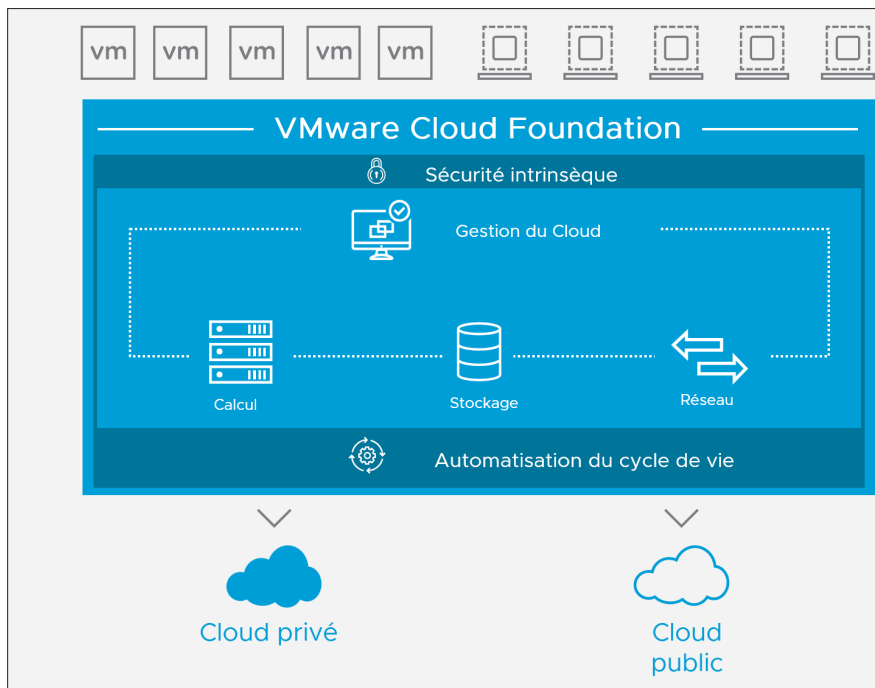 vm vm vm vm vm
VMware Cloud Foundation
Sécurité intrinsèque
Gestion du Cloud
Calcul
Stockage
Réseau
Automatisation du cycle de vie
Cloud privé
Cloud
public